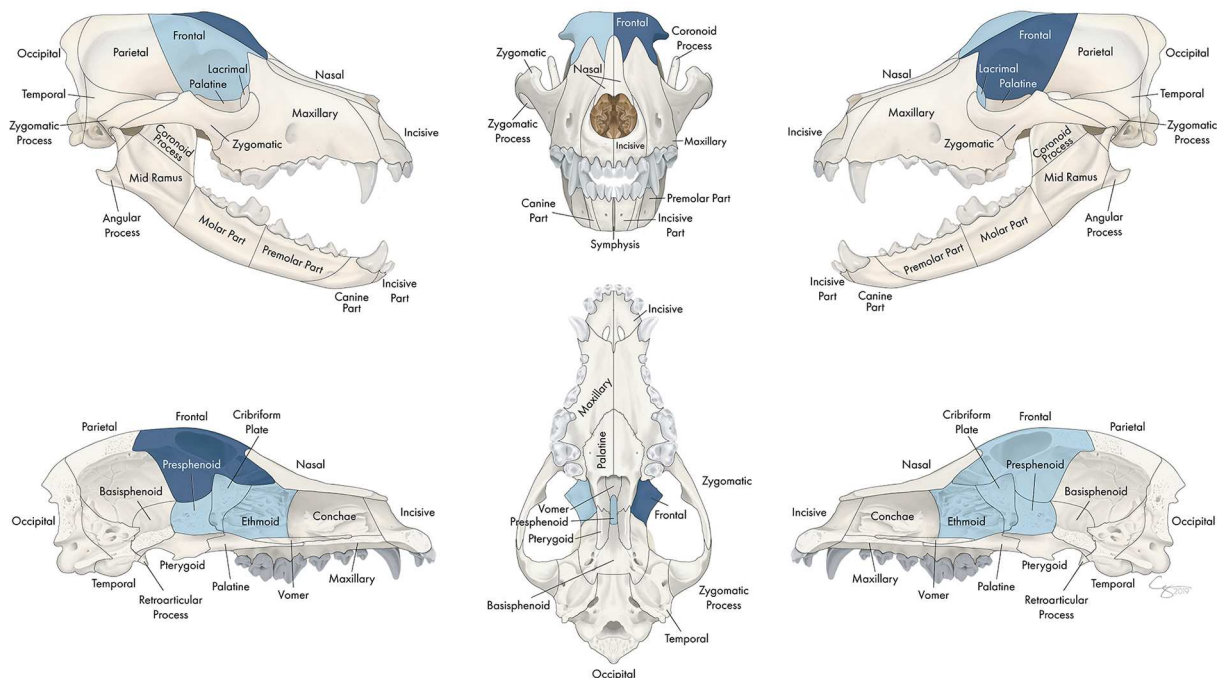 Occipital
Parietal
Frontal
Lacrimal
Palatine
Nasal
Maxillary
Incisive
Temporal
Zygomatic
Process
Coronoid
Process
Zygomatic
Mid Ramus
Angular
Process
Molar Part
Premolar Part
Canine
Part
Incisive
Part
Frontal
Coronoid
Process
Zygomatic
Nasal
Zygomatic
Process
Maxillary
Incisive
Premolar Part
Canine
Part
Incisive
Part
Symphysis
Frontal
Parietal
Occipital
Nasal
Lacrimal
Palatine
Maxillary
Temporal
Incisive
Zygomatic
Process
Zygomatic
Coronoid
Process
Mid Ramus
Angular
Process
Molar Part
Premolar Part
Incisive
Part
Canine
Part
Frontal
Cribriform
Plate
Parietal
Nasal
Presphenoid
Basisphenoid
Occipital
Ethmoid
Conchae
Incisive
Pterygoid
Maxillary
Temporal
Palatine
Vomer
Retroarticular
Process
Incisive
Maxillary
Palatine
Zygomatic
Vomer
Presphenoid
Frontal
Pterygoid
Basisphenoid
Zygomatic
Process
Temporal
Occipital
Cribriform
Plate
Frontal
Parietal
Nasal
Presphenoid
Basisphenoid
Conchae
Ethmoid
Incisive
Occipital
Pterygoid
Maxillary
Palatine
Temporal
Vomer
Retroarticular
Process
2019